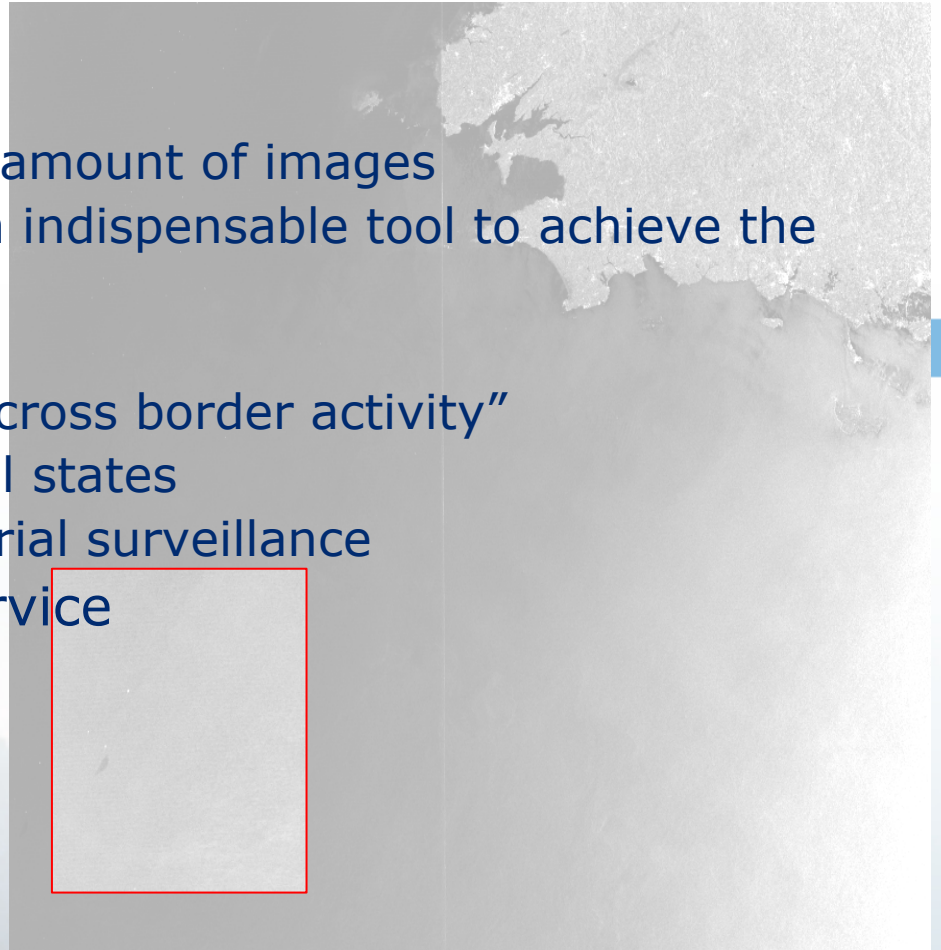 amount of images
indispensable tool to achieve the
cross border activity”
l states
rial surveillance
rvice